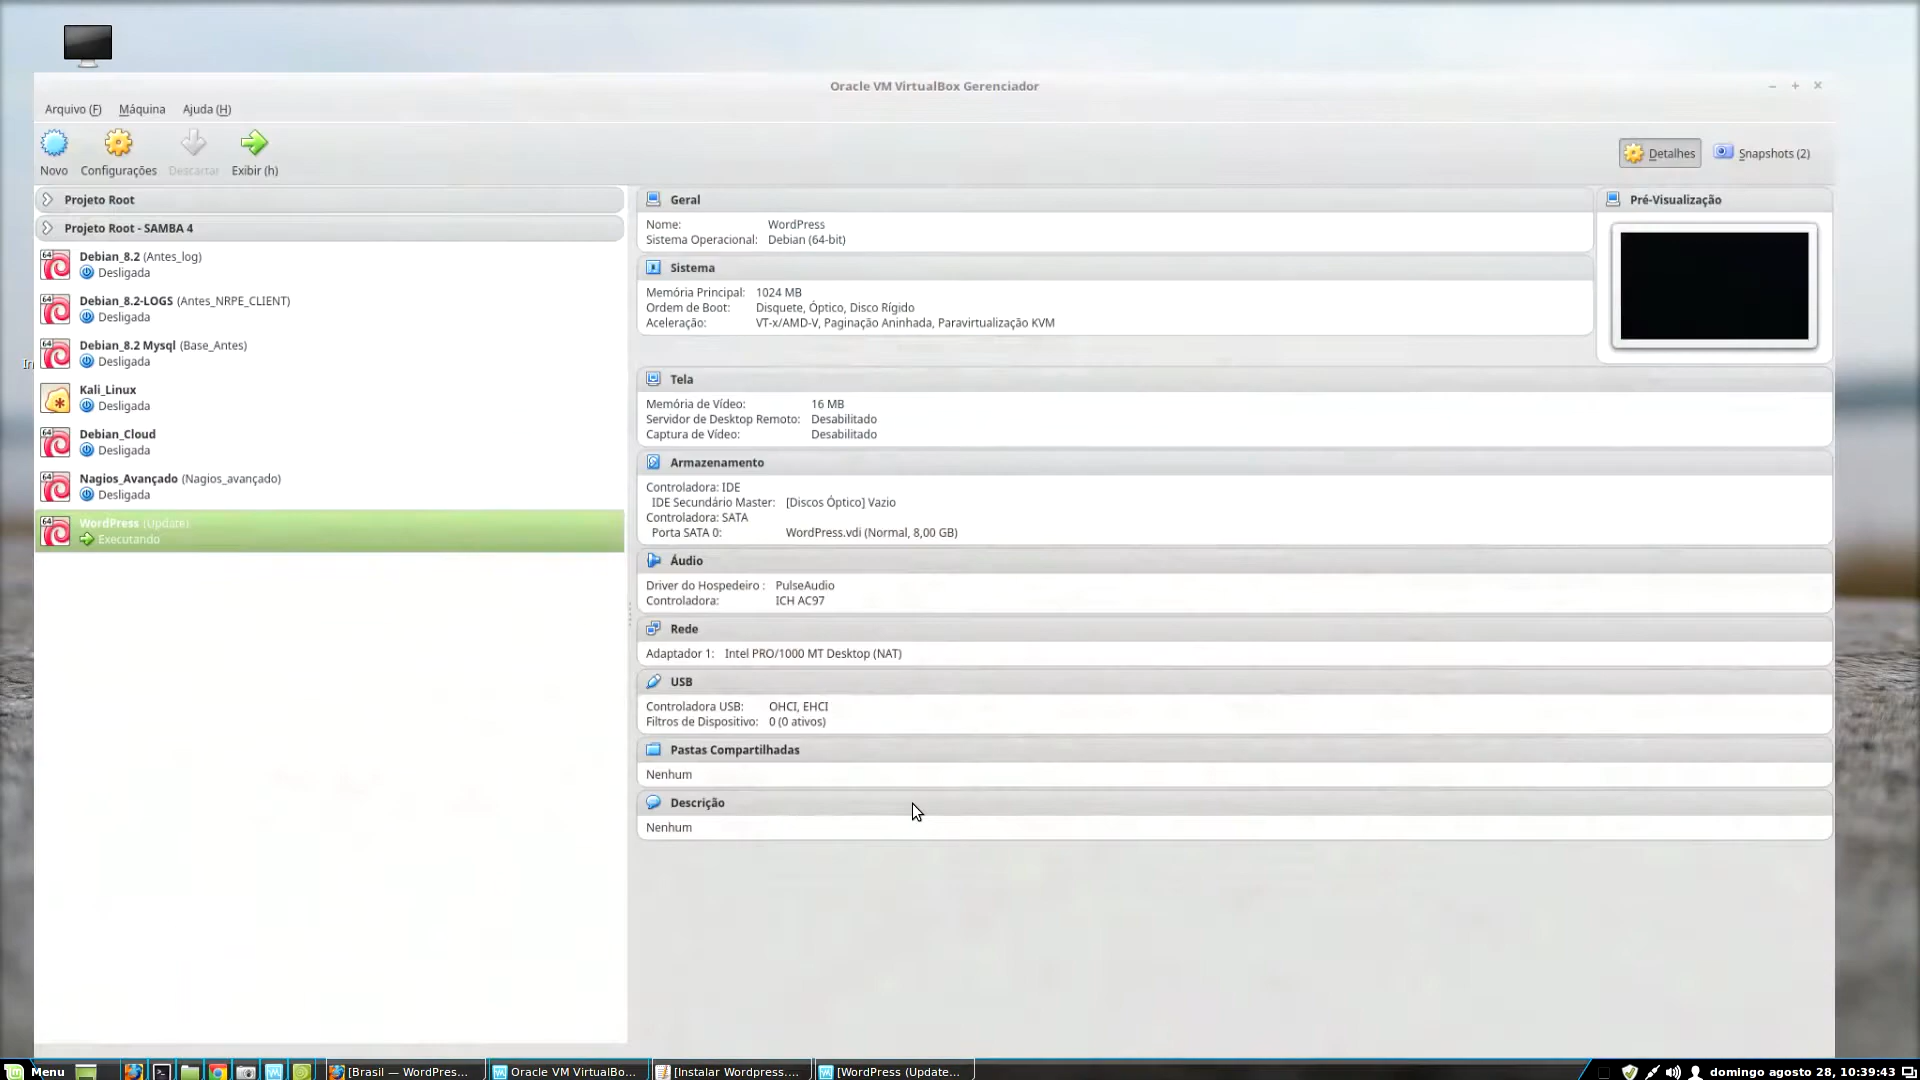 Oracle VM VirtualBox Gerenciador
Arquivo (F) Máquina Ajuda (H)
Novo Configurações Descartar Exibir (h)
Detalhes Snapshots (2)
Projeto Root
Projeto Root - SAMBA 4
64 Debian_8.2 (Antes_log)
Desligada
64 Debian_8.2-LOGS (Antes_NRPE_CLIENT)
Desligada
64 Debian_8.2 Mysql (Base_Antes)
Desligada
Kali_Linux
Desligada
64 Debian_Cloud
Desligada
64 Nagios_Avançado (Nagios_avançado)
Desligada
64 WordPress (Update)
Executando
In
Geral
Nome: WordPress
Sistema Operacional: Debian (64-bit)
Sistema
Memória Principal: 1024 MB
Ordem de Boot: Disquete, Óptico, Disco Rígido
Aceleração: VT-x/AMD-V, Paginação Aninhada, Paravirtualização KVM
Pré-Visualização
Tela
Memória de Vídeo: 16 MB
Servidor de Desktop Remoto: Desabilitado
Captura de Vídeo: Desabilitado
Armazenamento
Controladora: IDE
IDE Secundário Master: [Discos Óptico] Vazio
Controladora: SATA
Porta SATA 0: WordPress.vdi (Normal, 8,00 GB)
Áudio
Driver do Hospedeiro : PulseAudio
Controladora: ICH AC97
Rede
Adaptador 1: Intel PRO/1000 MT Desktop (NAT)
USB
Controladora USB: OHCI, EHCI
Filtros de Dispositivo: 0 (0 ativos)
Pastas Compartilhadas
Nenhum
Descrição
Nenhum
Menu [Brasil — WordPres... Oracle VM VirtualBo... [Instalar Wordpress.... [WordPress (Update... domingo agosto 28, 10:39:43